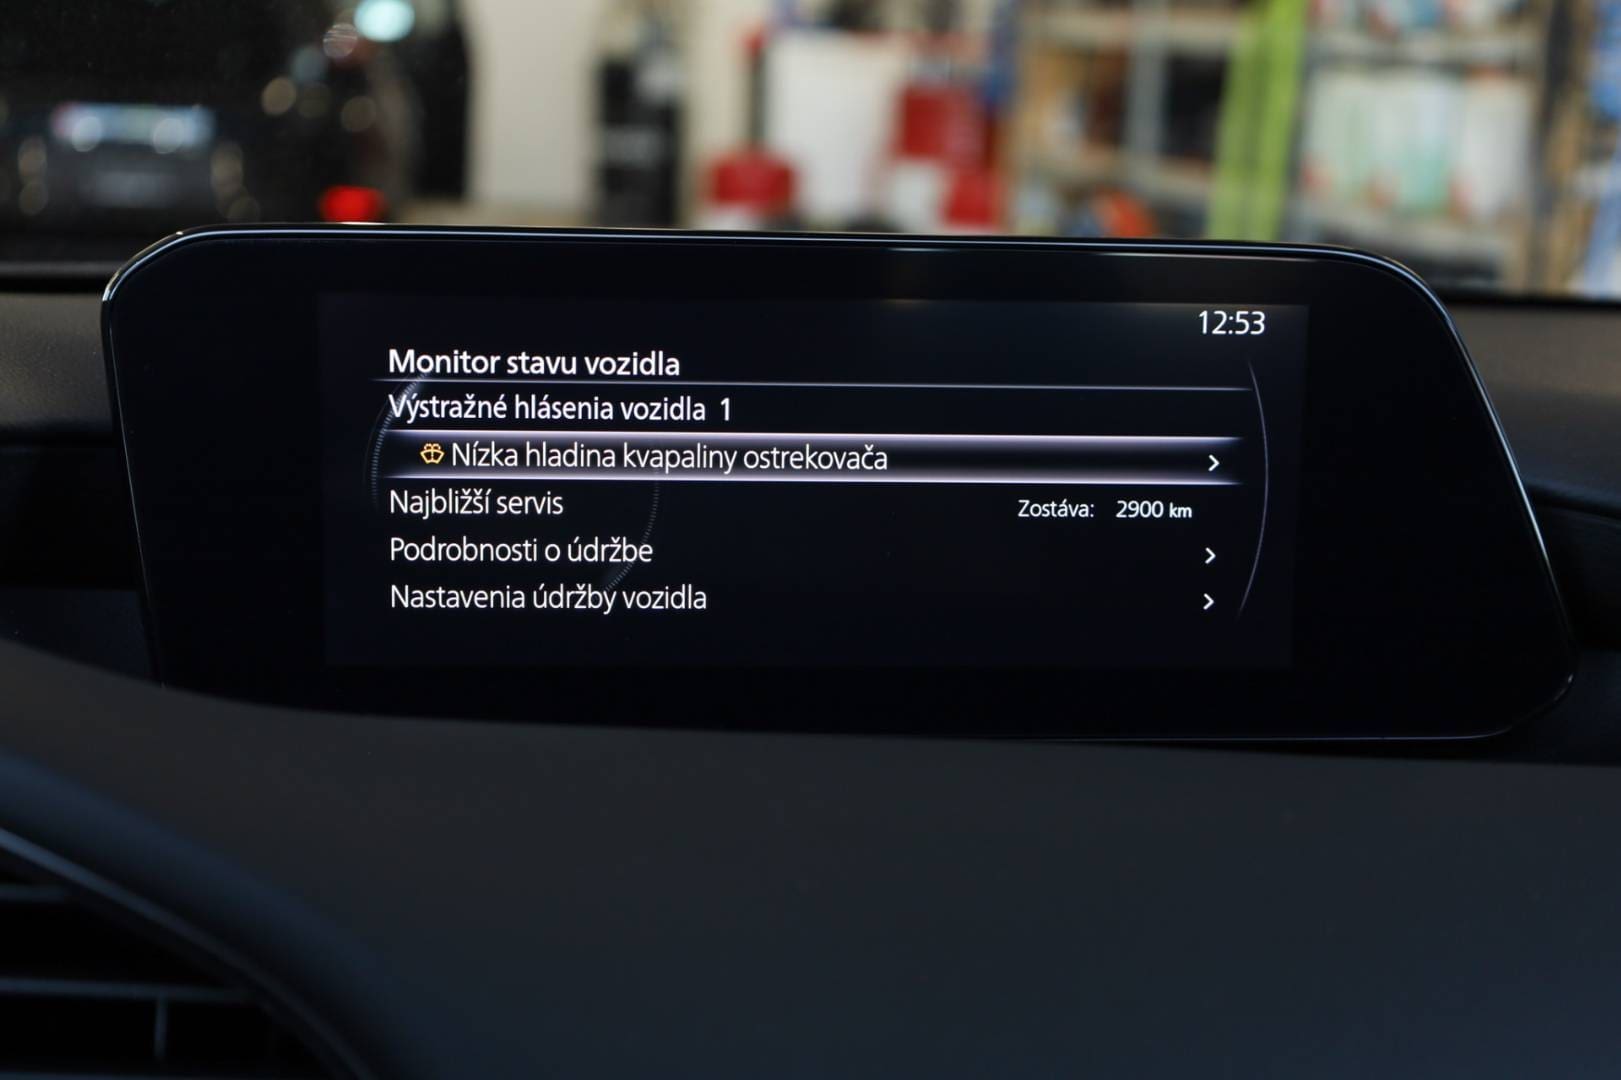 12:53
Monitor stavu vozidla
Výstražné hlásenia vozidla 1
Nízka hladina kvapaliny ostrekovača
Najbližší servis Zostáva: 2900 km
Podrobnosti o údržbe
Nastavenia údržby vozidla